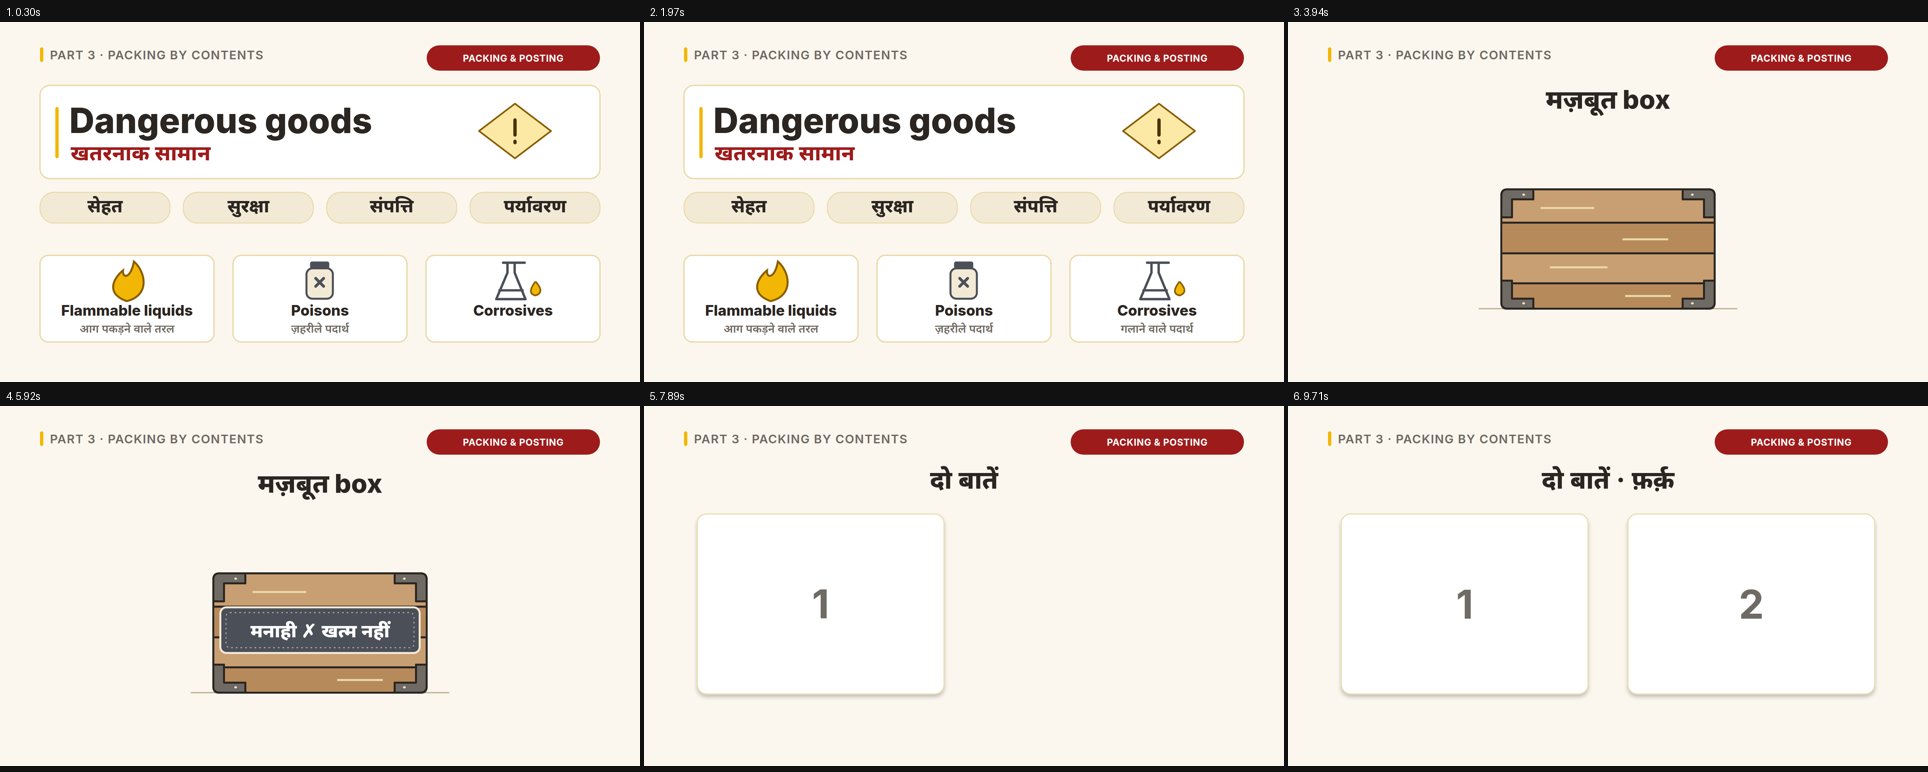 1. 0.30s
PART 3 · PACKING BY CONTENTS
PACKING & POSTING
Dangerous goods
!
खतरनाक सामान
सेहत
सुरक्षा
संपत्ति
पर्यावरण
Flammable liquids
आग पकड़ने वाले तरल
Poisons
ज़हरीले पदार्थ
Corrosives
2. 1.97s
PART 3 · PACKING BY CONTENTS
PACKING & POSTING
Dangerous goods
!
खतरनाक सामान
सेहत
सुरक्षा
संपत्ति
पर्यावरण
Flammable liquids
आग पकड़ने वाले तरल
Poisons
ज़हरीले पदार्थ
Corrosives
गलाने वाले पदार्थ
3. 3.94s
PART 3 · PACKING BY CONTENTS
PACKING & POSTING
मज़बूत box
4. 5.92s
PART 3 · PACKING BY CONTENTS
PACKING & POSTING
मज़बूत box
मनाही ✗ खत्म नहीं
5. 7.89s
PART 3 · PACKING BY CONTENTS
PACKING & POSTING
दो बातें
1
6. 9.71s
PART 3 · PACKING BY CONTENTS
PACKING & POSTING
दो बातें · फ़र्क़
1
2